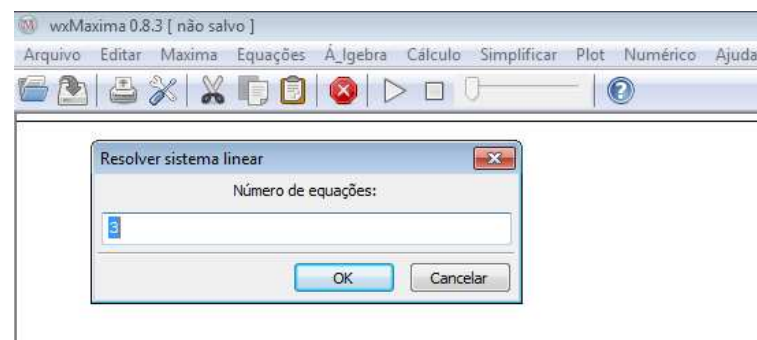 wxMaxima 0.8.3 [ não salvo ]
Arquivo Editar Maxima Equações Á_lgebra Cálculo Simplificar Plot Numérico Ajuda
Resolver sistema linear
Número de equações:
3
OK Cancelar